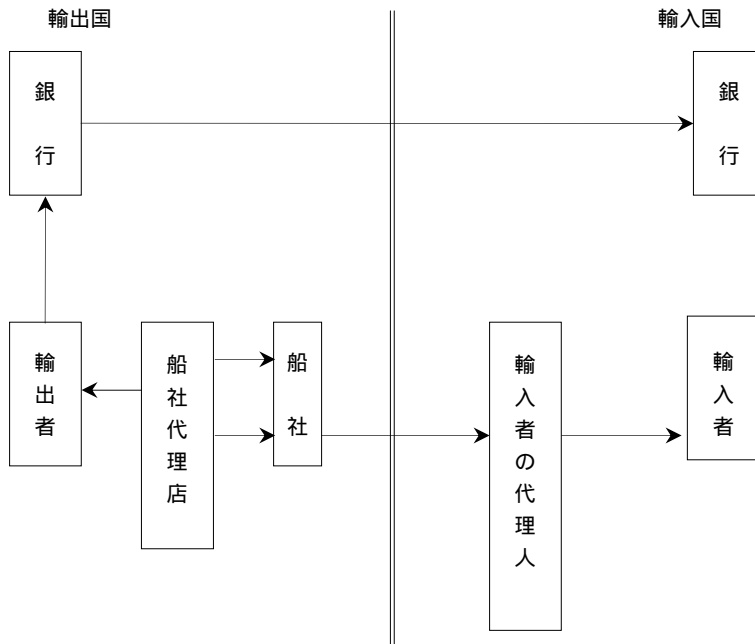 輸出国
輸入国
銀行
銀行
輸出者
船社代理店
船社
輸入者の代理人
輸入者